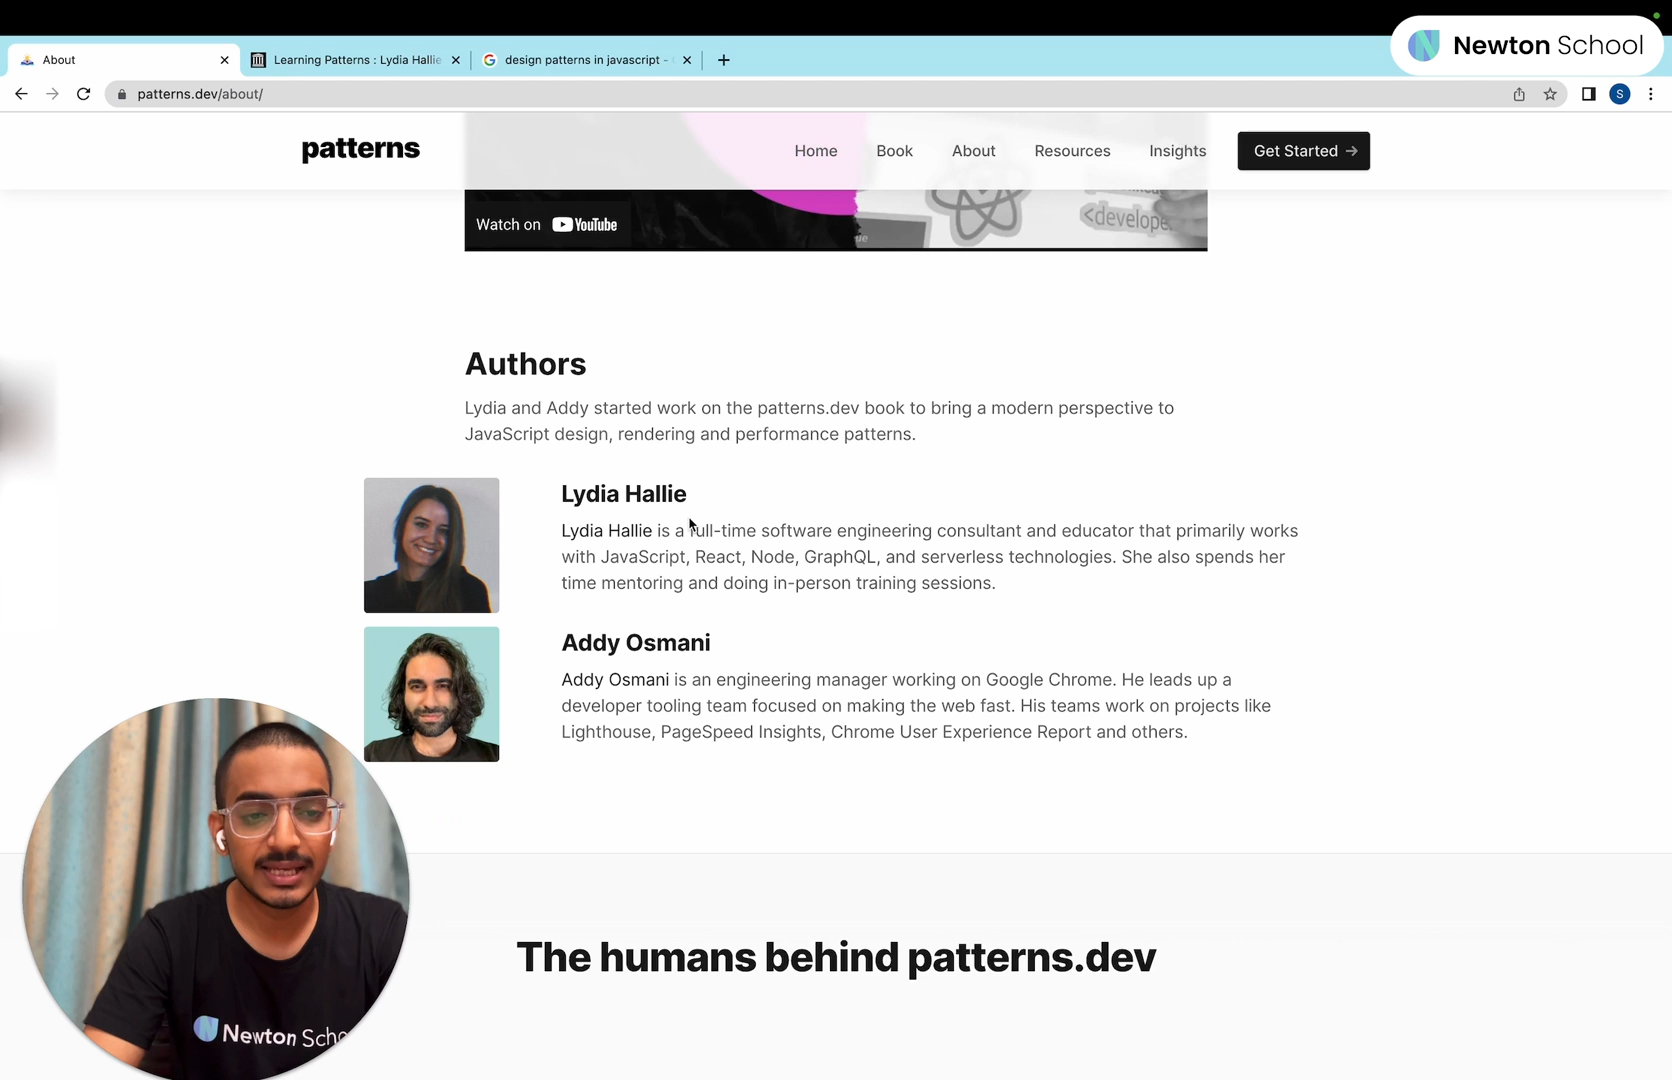 Newton School
About
Learning Patterns : Lydia Hallie
design patterns in javascript -
patterns.dev/about/
S
patterns
Home
Book
About
Resources
Insights
Get Started →
Watch on YouTube
<develope
Authors
Lydia and Addy started work on the patterns.dev book to bring a modern perspective to
JavaScript design, rendering and performance patterns.
Lydia Hallie
Lydia Hallie is a full-time software engineering consultant and educator that primarily works
with JavaScript, React, Node, GraphQL, and serverless technologies. She also spends her
time mentoring and doing in-person training sessions.
Addy Osmani
Addy Osmani is an engineering manager working on Google Chrome. He leads up a
developer tooling team focused on making the web fast. His teams work on projects like
Lighthouse, PageSpeed Insights, Chrome User Experience Report and others.
The humans behind patterns.dev
Newton Scho